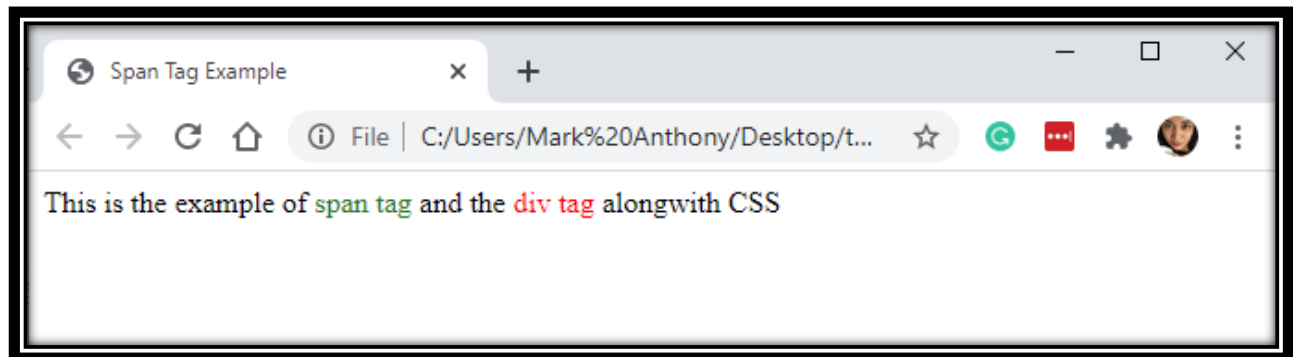 Span Tag Example
File C:/Users/Mark%20Anthony/Desktop/t...
This is the example of span tag and the div tag alongwith CSS